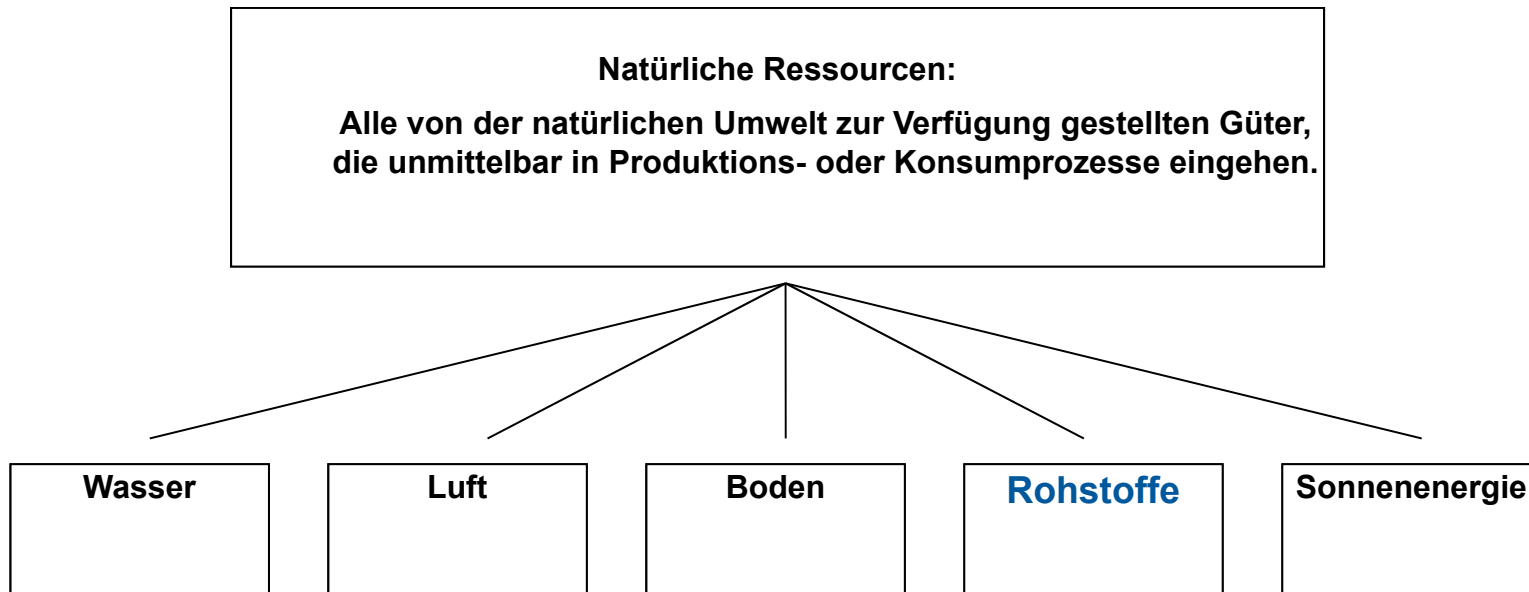 Natürliche Ressourcen:
Alle von der natürlichen Umwelt zur Verfügung gestellten Güter,
die unmittelbar in Produktions- oder Konsumprozesse eingehen.
Wasser
Luft
Boden
Rohstoffe
Sonnenenergie